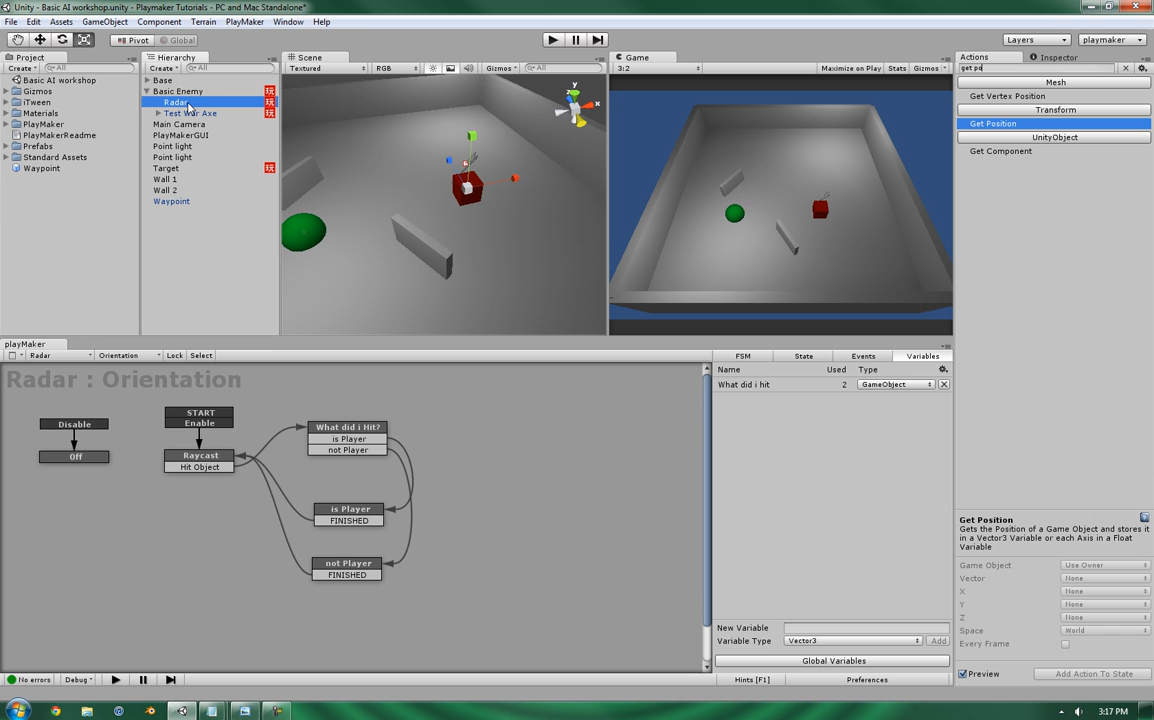 Unity - Basic AI workshop.unity - Playmaker Tutorials - PC and Mac Standalone*
File Edit Assets GameObject Component Terrain PlayMaker Window Help
Pivot Global Layers playmaker
Project
Create All
Basic AI workshop
Gizmos
iTween
Materials
PlayMaker
PlayMakerReadme
Prefabs
Standard Assets
Waypoint
Hierarchy
Create All
Base
Basic Enemy
Radar
Test War Axe
Main Camera
PlayMakerGUI
Point light
Point light
Target
Wall 1
Wall 2
Waypoint
Scene
Textured RGB Gizmos All
y
x
z
Game
3:2 Maximize on Play Stats Gizmos
Actions Inspector
get po
Mesh
Get Vertex Position
Transform
Get Position
UnityObject
Get Component
Get Position
Gets the Position of a Game Object and stores it
in a Vector3 Variable or each Axis in a Float
Variable
Game Object Use Owner
Vector None
X None
Y None
Z None
Space World
Every Frame
Preview Add Action To State
playMaker
Radar Orientation Lock Select
Radar : Orientation
Disable
Off
START
Enable
Raycast
Hit Object
What did i Hit?
is Player
not Player
is Player
FINISHED
not Player
FINISHED
FSM State Events Variables
Name Used Type
What did i hit 2 GameObject
New Variable
Variable Type Vector3 Add
Global Variables
No errors Debug Hints [F1] Preferences
3:17 PM